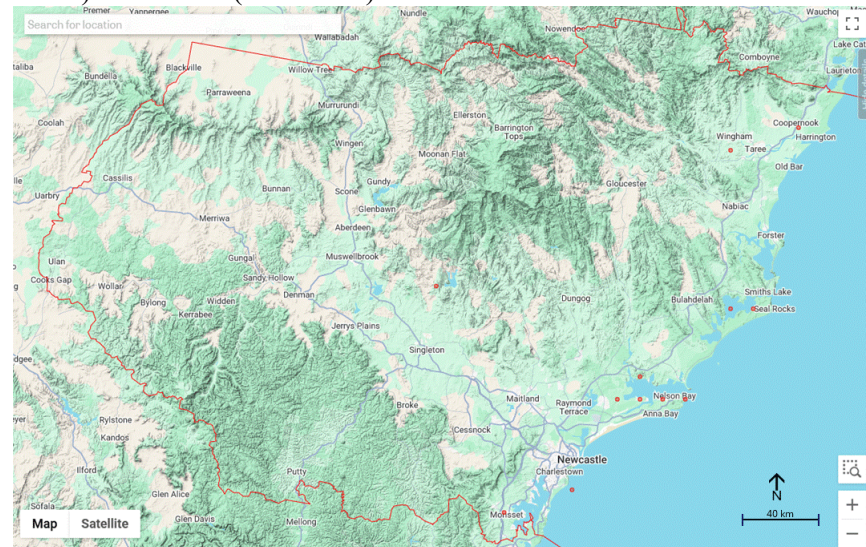 Premer
Yannergee
Nundle
Wauchop
Search for location
Wallabadah
Nowendoc
Lake Cat
Blackville
Willow Tree
Comboyne
Laurieton
taliba
Bundella
Parraweena
Murrurundi
Ellerston
Coolah
Barrington
Tops
Coopernook
Wingham
Harrington
Wingen
Taree
Moonan Flat
Old Bar
lle
Cassilis
Gundy
Gloucester
Uarbry
Bunnan
Scone
Glenbawn
Nabiac
Merriwa
Aberdeen
Forster
Ulan
Gungal
Muswellbrook
Cooks Gap
Wollar
Sandy Hollow
Smiths Lake
Bylong
Widden
Denman
Dungog
Bulahdelah
Seal Rocks
Kerrabee
Jerrys Plains
dgee
Singleton
Broke
Maitland
Raymond
Terrace
Nelson Bay
Anna Bay
yer
Rylstone
Kandos
Cessnock
Newcastle
Charlestown
Ilford
Putty
Glen Alice
N
Sofala
Morisset
40 km
Map
Satellite
Glen Davis
Mellong